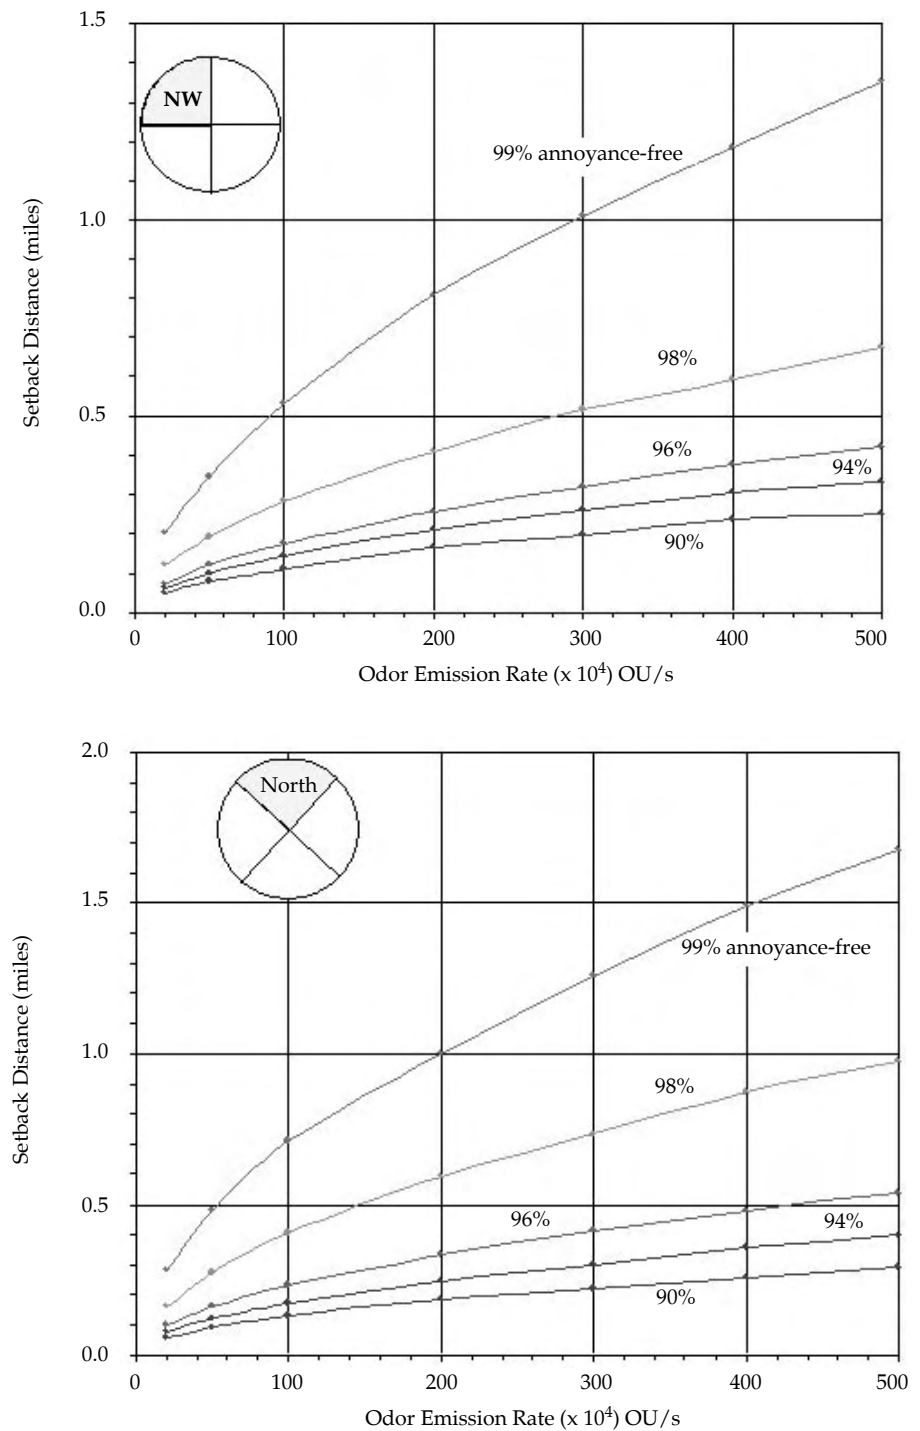 1.5
NW
99% annoyance-free
1.0
Setback Distance (miles)
98%
0.5
96%
94%
90%
0.0
0 100 200 300 400 500
Odor Emission Rate (x 10⁴) OU/s
2.0
North
1.5
99% annoyance-free
Setback Distance (miles)
1.0
98%
0.5
96%
94%
90%
0.0
0 100 200 300 400 500
Odor Emission Rate (x 10⁴) OU/s